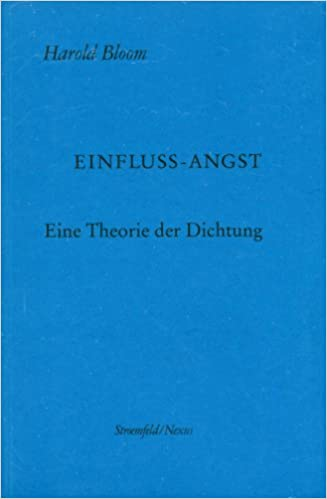 Harold Bloom
EINFLUSS-ANGST
Eine Theorie der Dichtung
Stroemfeld/Nexus